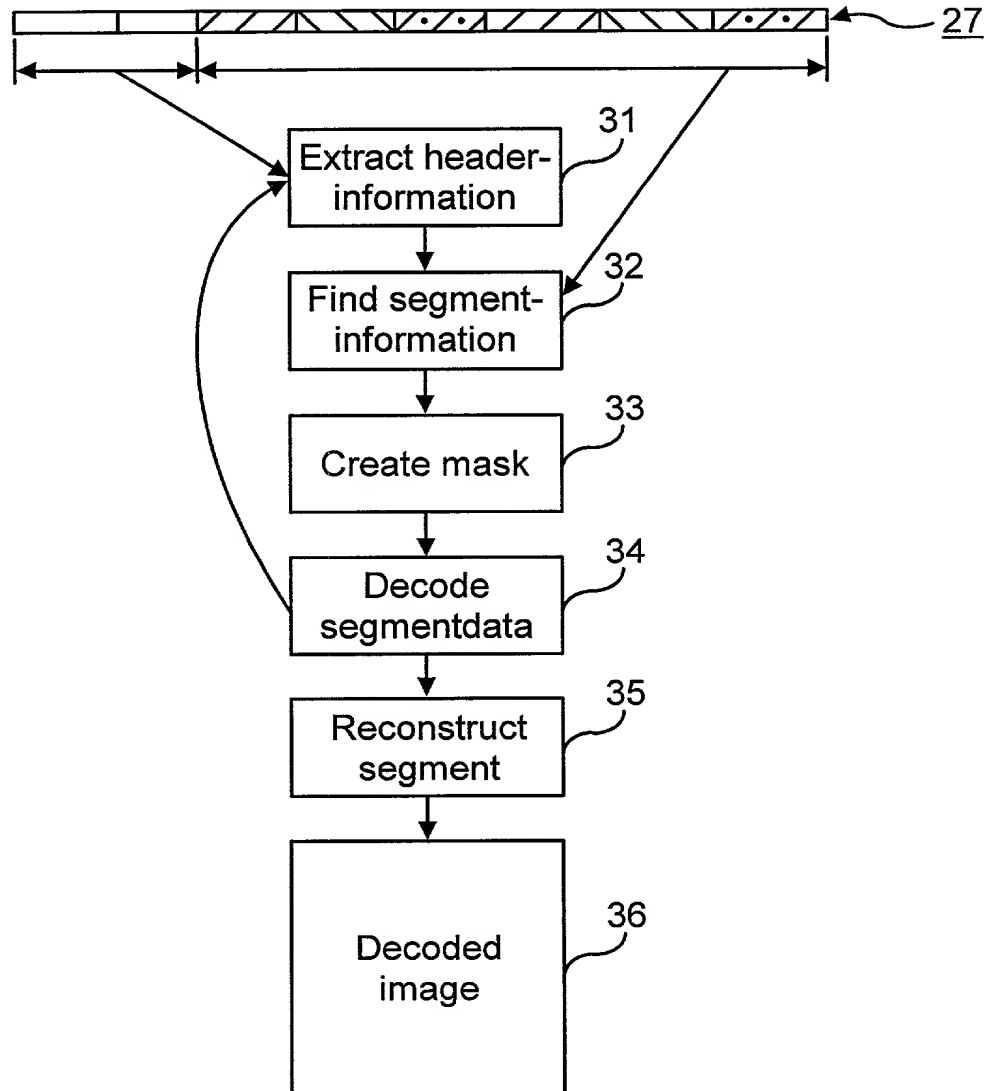 27
31
Extract header-
information
32
Find segment-
information
33
Create mask
34
Decode
segmentdata
35
Reconstruct
segment
36
Decoded
image